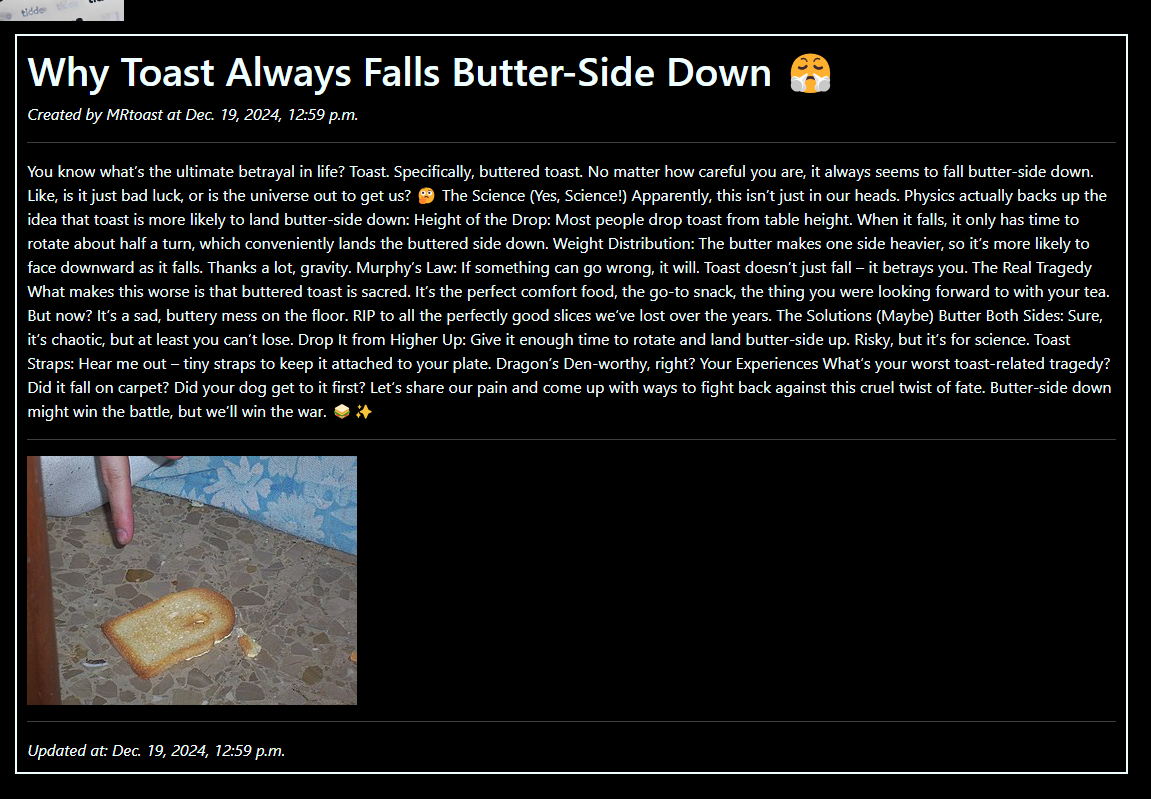 tidde
Why Toast Always Falls Butter-Side Down 😤
Created by MRtoast at Dec. 19, 2024, 12:59 p.m.
You know what’s the ultimate betrayal in life? Toast. Specifically, buttered toast. No matter how careful you are, it always seems to fall butter-side down.
Like, is it just bad luck, or is the universe out to get us? 🤔 The Science (Yes, Science!) Apparently, this isn’t just in our heads. Physics actually backs up the
idea that toast is more likely to land butter-side down: Height of the Drop: Most people drop toast from table height. When it falls, it only has time to
rotate about half a turn, which conveniently lands the buttered side down. Weight Distribution: The butter makes one side heavier, so it’s more likely to
face downward as it falls. Thanks a lot, gravity. Murphy’s Law: If something can go wrong, it will. Toast doesn’t just fall – it betrays you. The Real Tragedy
What makes this worse is that buttered toast is sacred. It’s the perfect comfort food, the go-to snack, the thing you were looking forward to with your tea.
But now? It’s a sad, buttery mess on the floor. RIP to all the perfectly good slices we’ve lost over the years. The Solutions (Maybe) Butter Both Sides: Sure,
it’s chaotic, but at least you can’t lose. Drop It from Higher Up: Give it enough time to rotate and land butter-side up. Risky, but it’s for science. Toast
Straps: Hear me out – tiny straps to keep it attached to your plate. Dragon’s Den-worthy, right? Your Experiences What’s your worst toast-related tragedy?
Did it fall on carpet? Did your dog get to it first? Let’s share our pain and come up with ways to fight back against this cruel twist of fate. Butter-side down
might win the battle, but we’ll win the war. 🥪✨
Updated at: Dec. 19, 2024, 12:59 p.m.